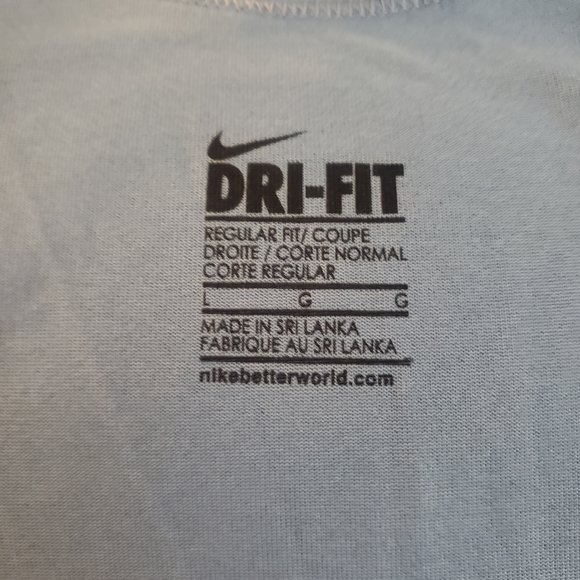 DRI-FIT
REGULAR FIT/ COUPE
DROITE / CORTE NORMAL
CORTE REGULAR
L G G
MADE IN SRI LANKA
FABRIQUE AU SRI LANKA
nikebetterworld.com